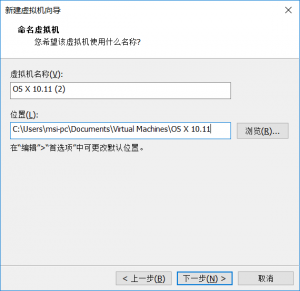 新建虚拟机向导
命名虚拟机
您希望该虚拟机使用什么名称?
虚拟机名称(V):
OS X 10.11 (2)
位置(L):
C:\Users\msi-pc\Documents\Virtual Machines\OS X 10.11
浏览(R)...
在"编辑">"首选项"中可更改默认位置。
< 上一步(B)
下一步(N) >
取消